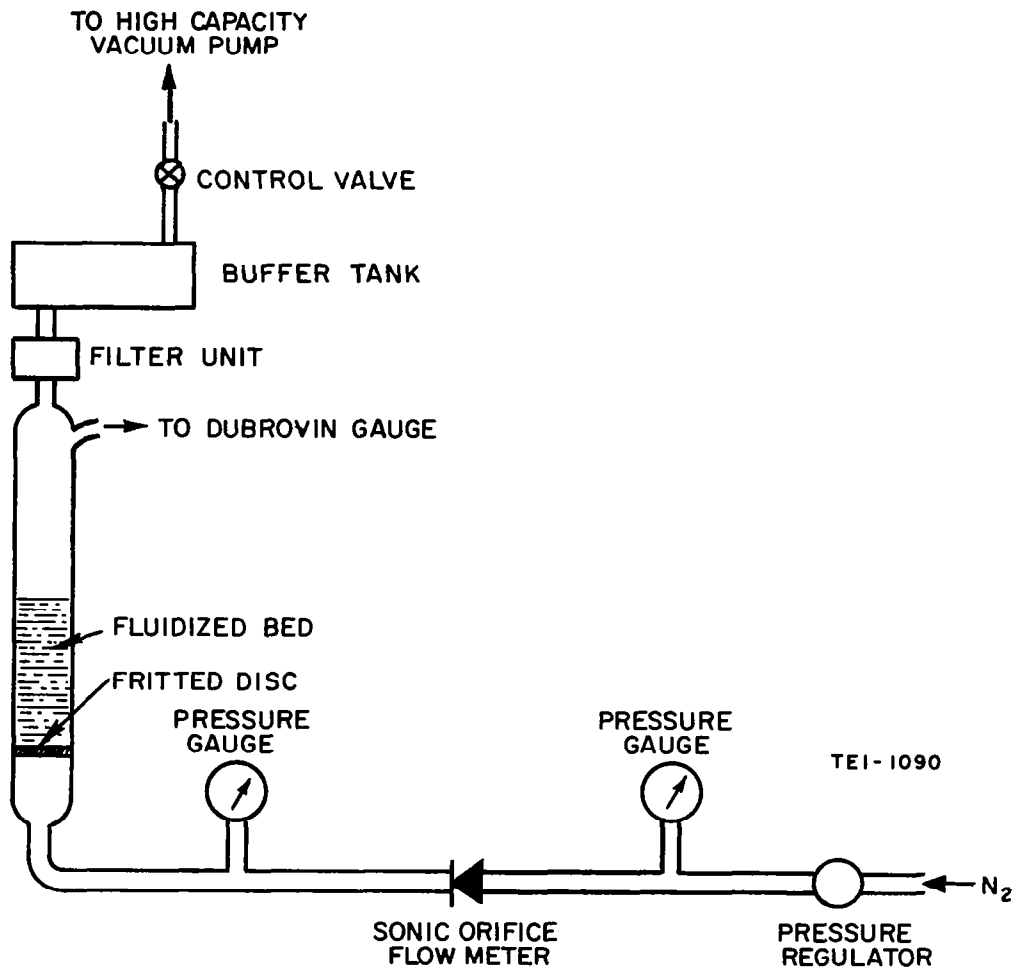 TO HIGH CAPACITY
VACUUM PUMP
CONTROL VALVE
BUFFER TANK
FILTER UNIT
TO DUBROVIN GAUGE
FLUIDIZED BED
FRITTED DISC
PRESSURE
GAUGE
PRESSURE
GAUGE
TEI-1090
N₂
SONIC ORIFICE
FLOW METER
PRESSURE
REGULATOR